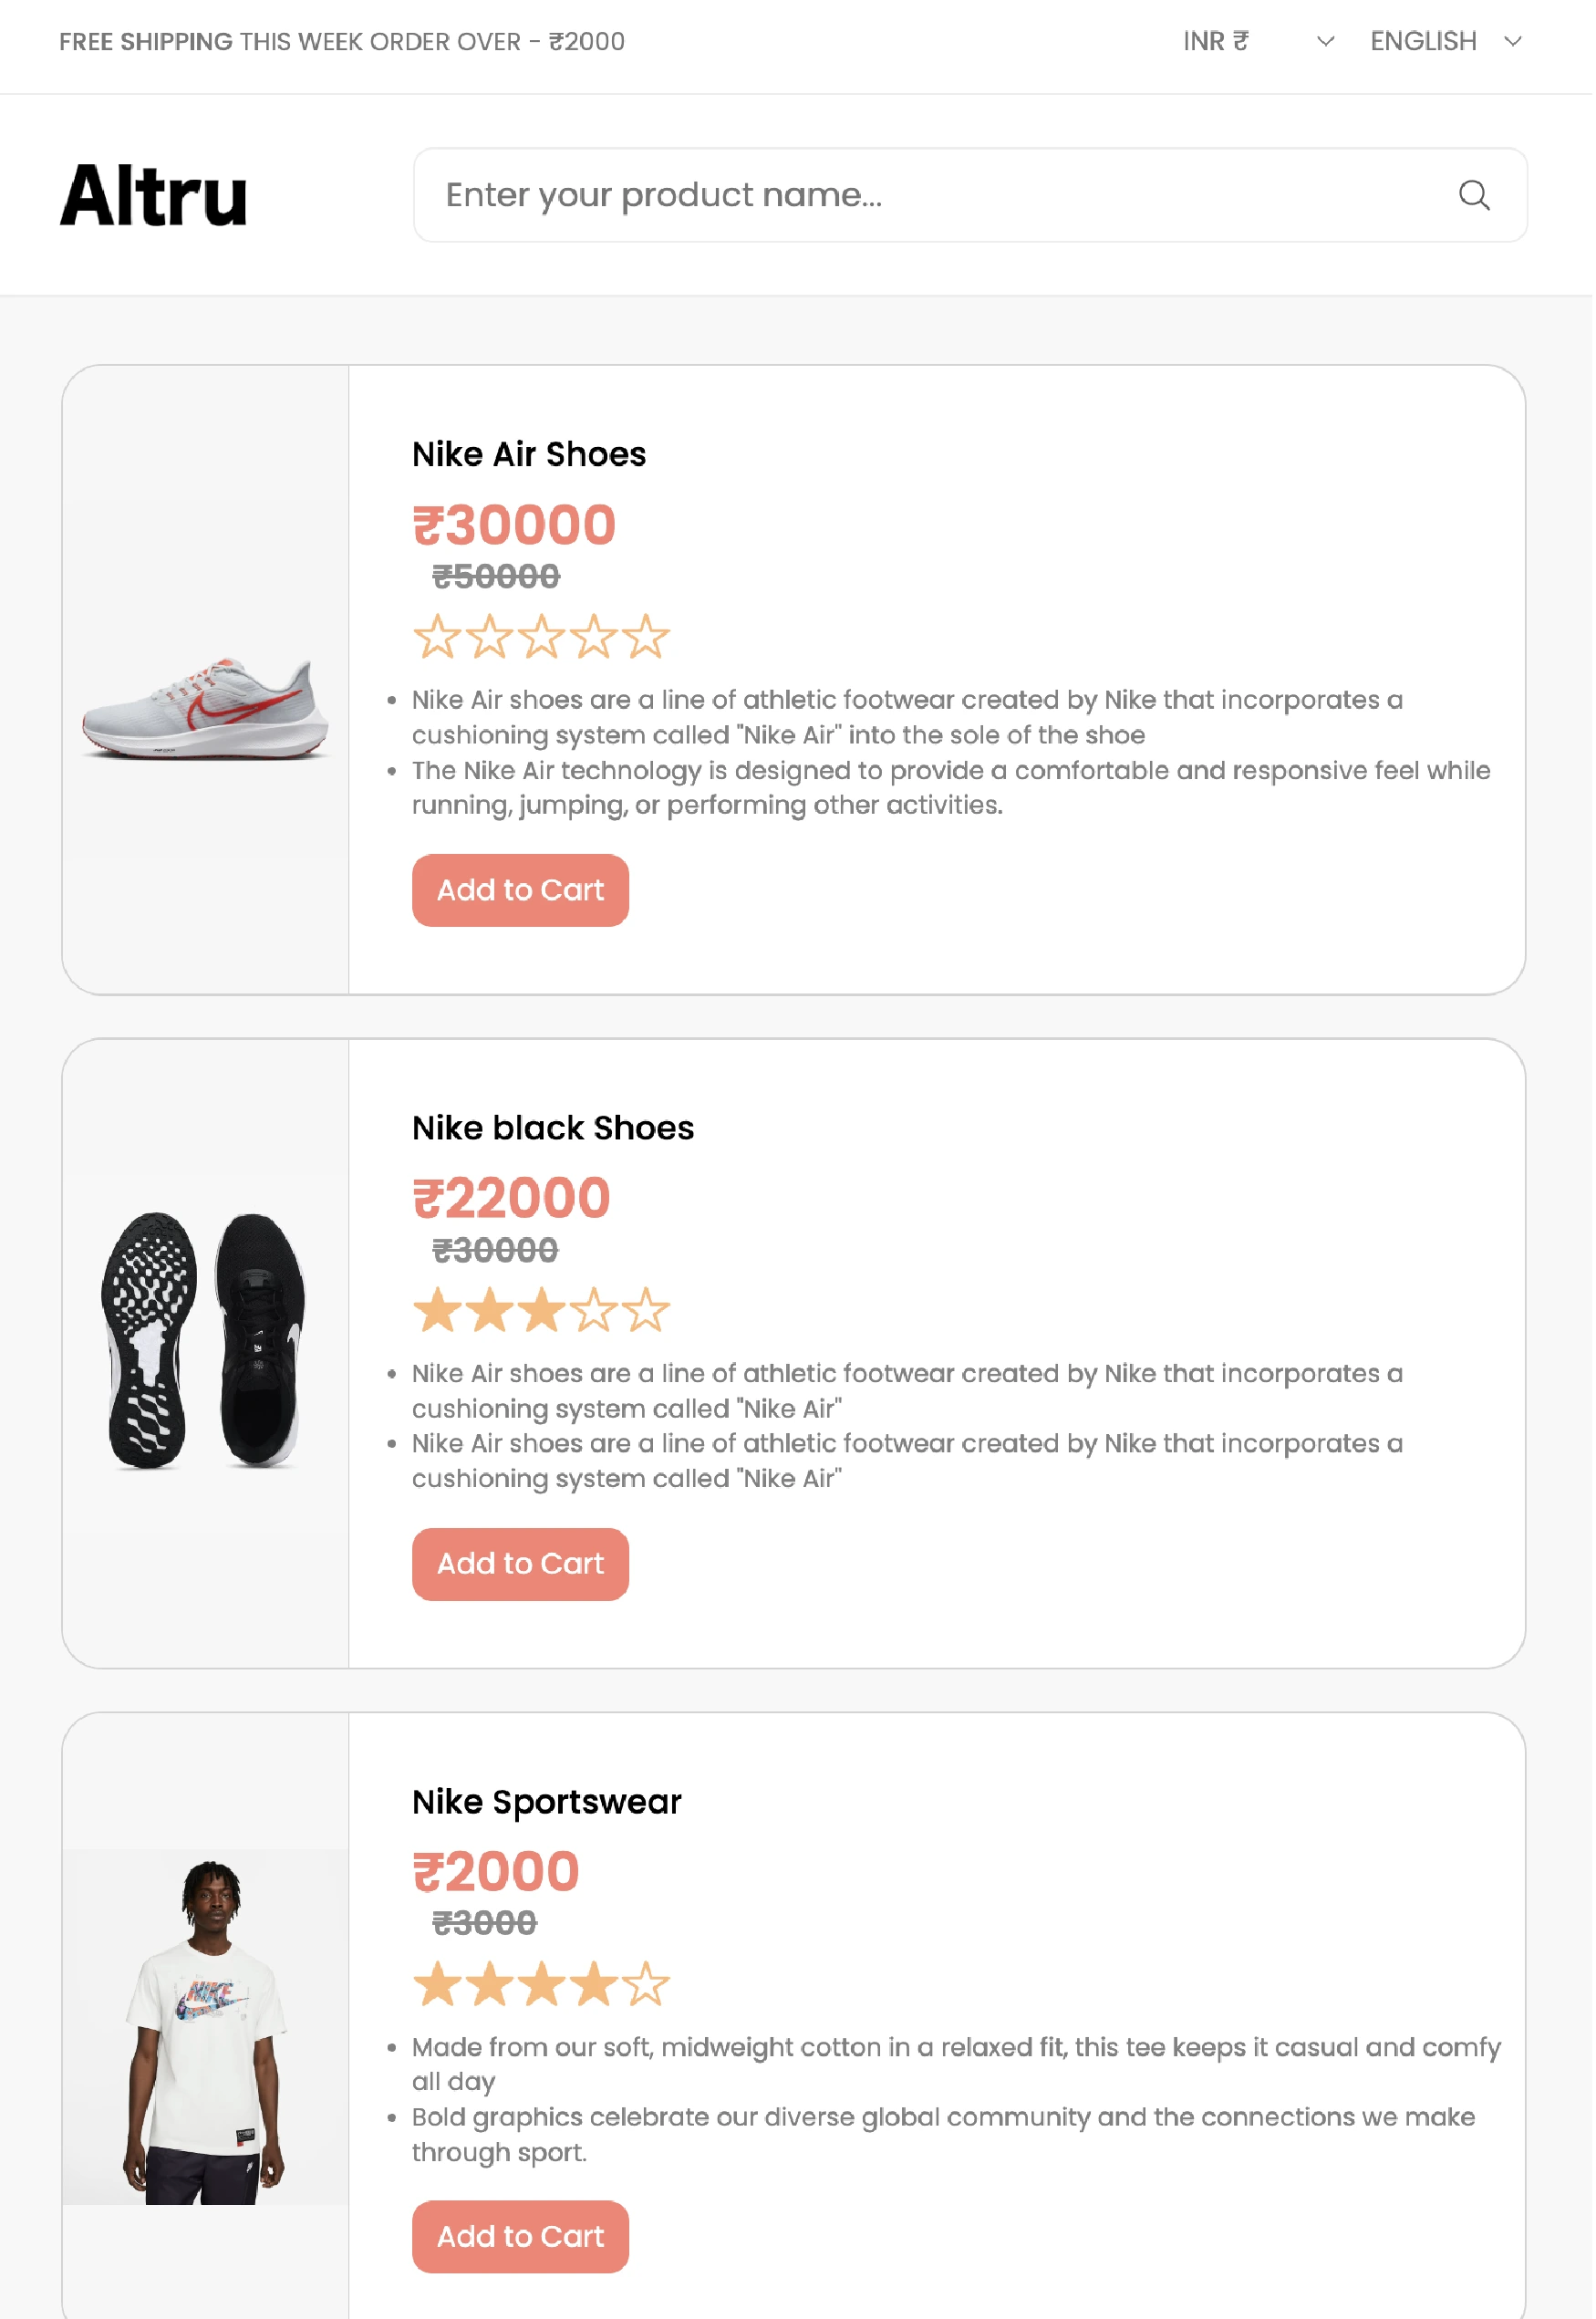 FREE SHIPPING THIS WEEK ORDER OVER - ₹2000
INR ₹
ENGLISH
Altru
Enter your product name...
Nike Air Shoes
₹30000
₹50000
Nike Air shoes are a line of athletic footwear created by Nike that incorporates a
cushioning system called "Nike Air" into the sole of the shoe
The Nike Air technology is designed to provide a comfortable and responsive feel while
running, jumping, or performing other activities.
Add to Cart
Nike black Shoes
₹22000
₹30000
Nike Air shoes are a line of athletic footwear created by Nike that incorporates a
cushioning system called "Nike Air"
Nike Air shoes are a line of athletic footwear created by Nike that incorporates a
cushioning system called "Nike Air"
Add to Cart
Nike Sportswear
₹2000
₹3000
NIKE
Made from our soft, midweight cotton in a relaxed fit, this tee keeps it casual and comfy
all day
Bold graphics celebrate our diverse global community and the connections we make
through sport.
Add to Cart